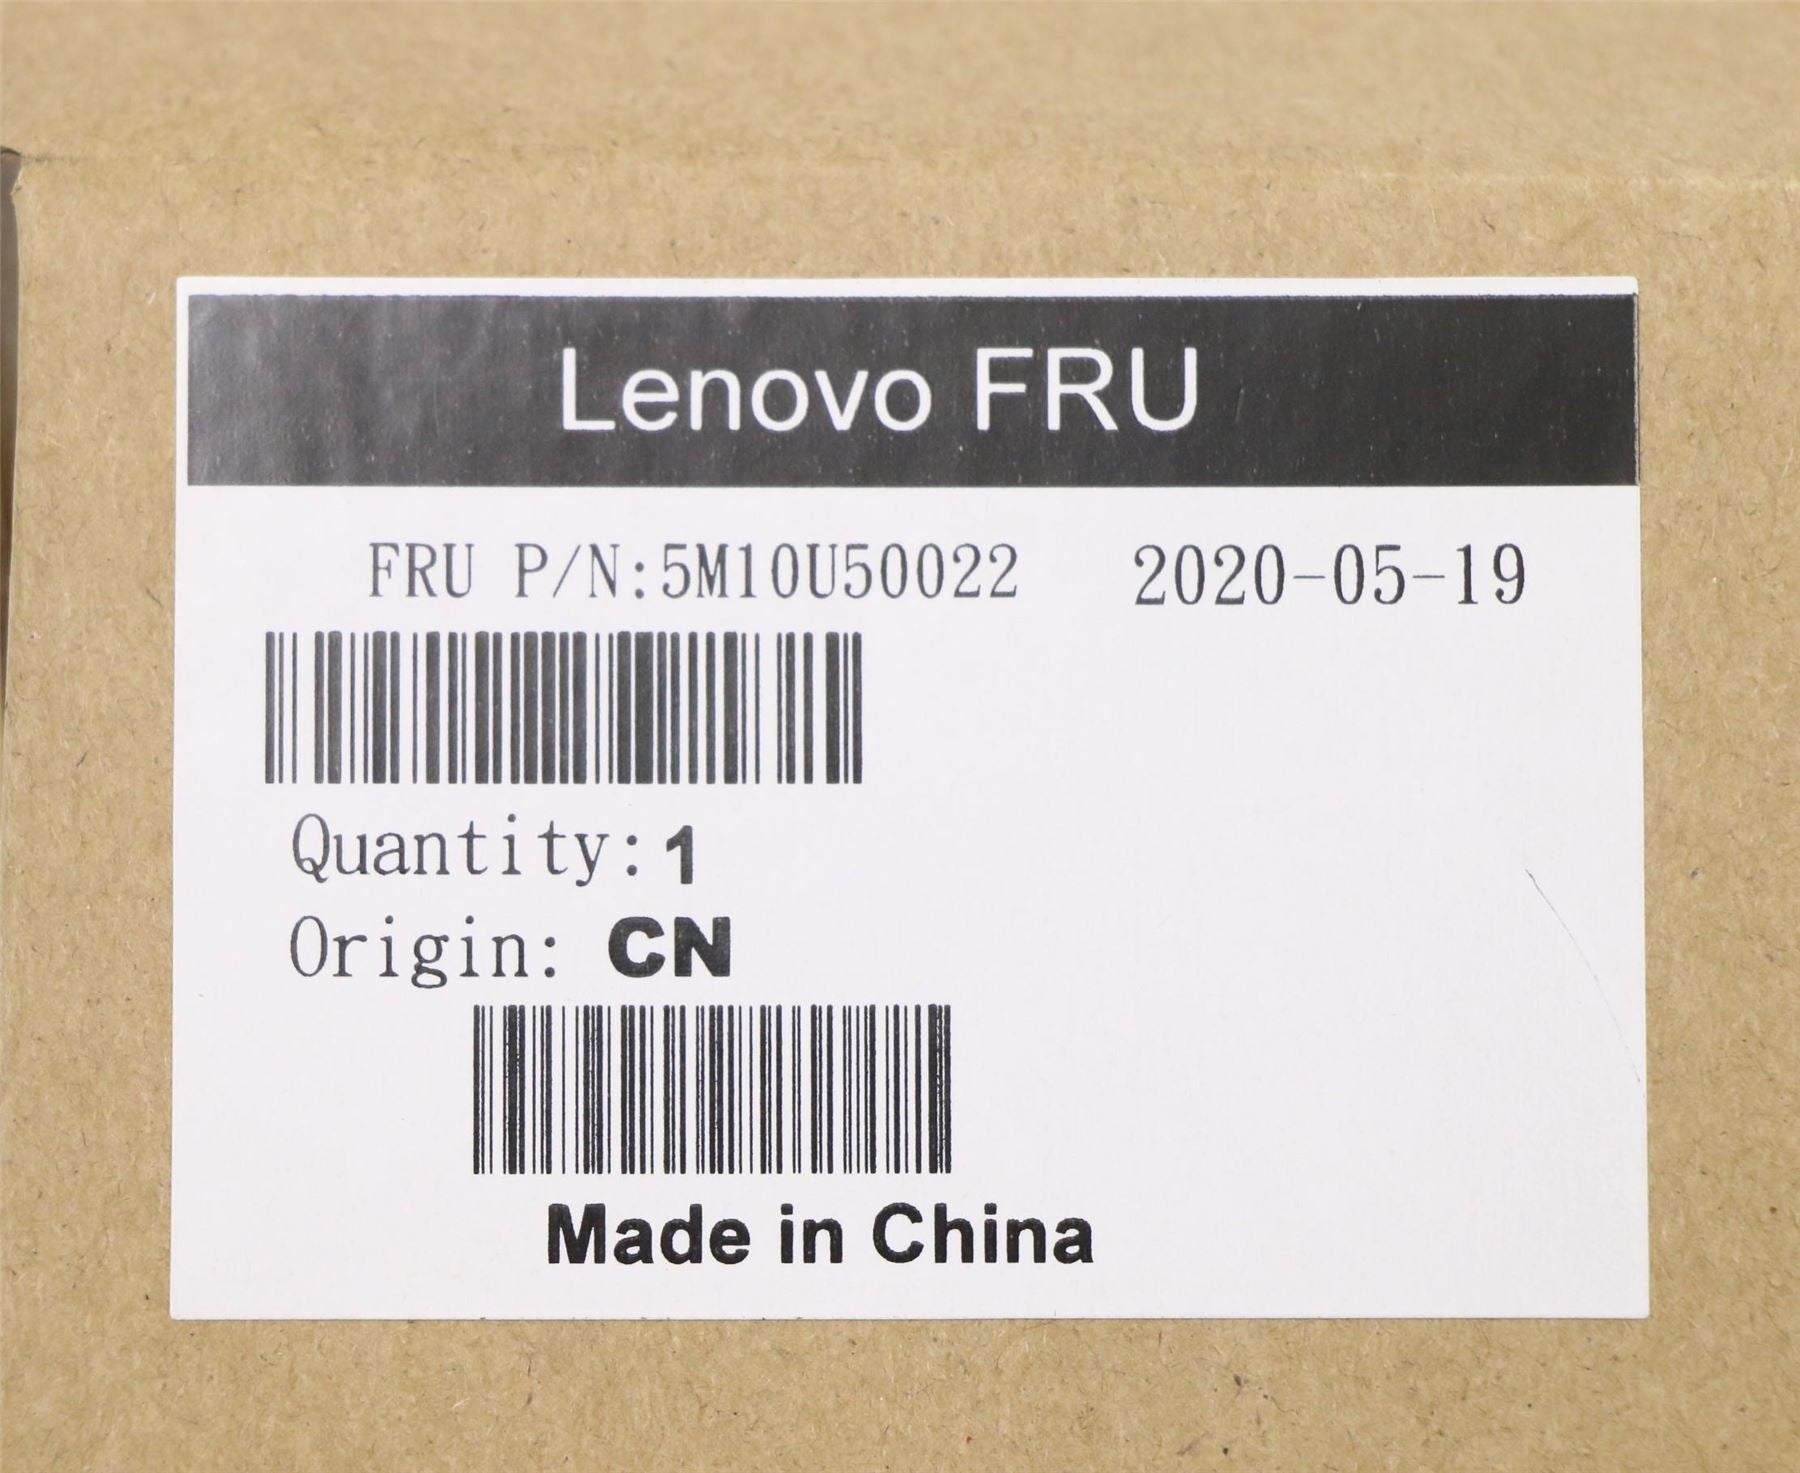 Lenovo FRU
FRU P/N:5M10U50022 2020-05-19
Quantity:1
Origin: CN
Made in China